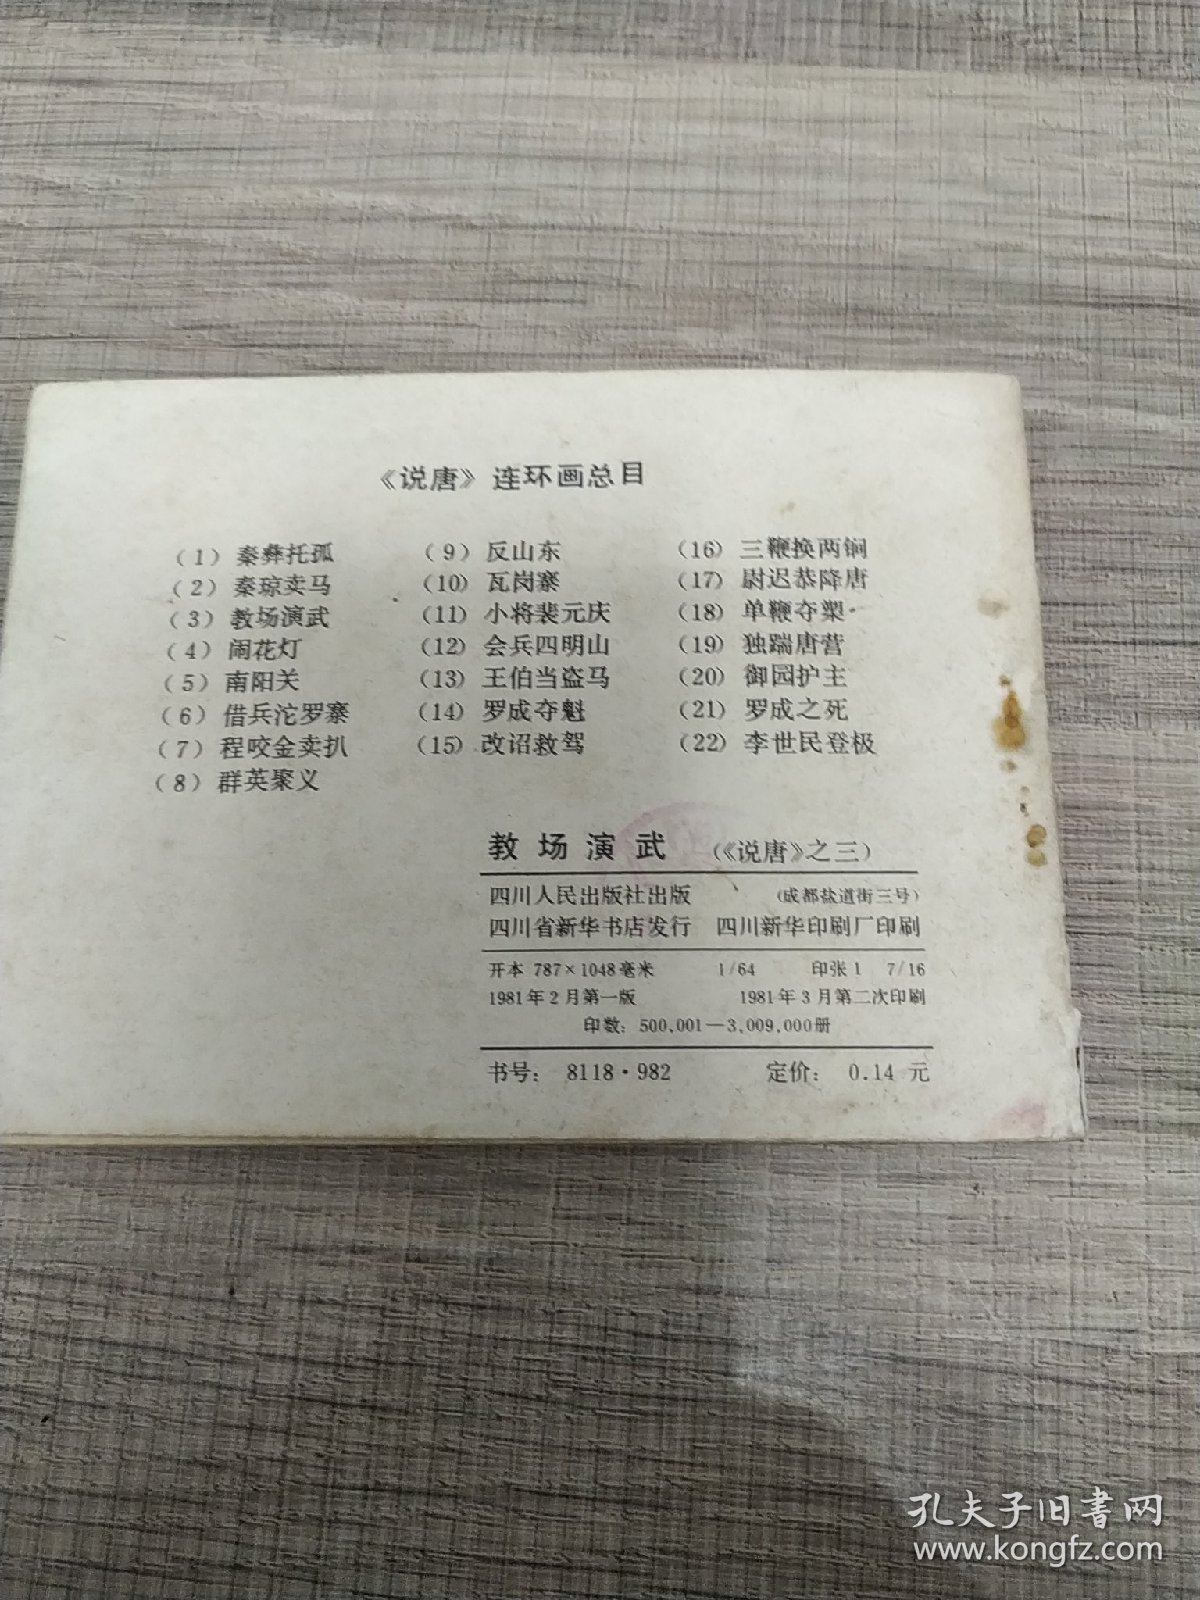 《说唐》连环画总目
(1) 秦彝托孤
(2) 秦琼卖马
(3) 教场演武
(4) 闹花灯
(5) 南阳关
(6) 借兵沱罗寨
(7) 程咬金卖扒
(8) 群英聚义
(9) 反山东
(10) 瓦岗寨
(11) 小将裴元庆
(12) 会兵四明山
(13) 王伯当盗马
(14) 罗成夺魁
(15) 改诏救驾
(16) 三鞭换两锏
(17) 尉迟恭降唐
(18) 单鞭夺槊
(19) 独踹唐营
(20) 御园护主
(21) 罗成之死
(22) 李世民登极
教场演武 (《说唐》之三)
四川人民出版社出版 (成都盐道街三号)
四川省新华书店发行 四川新华印刷厂印刷
开本 787×1048毫米 1/64 印张 1 7/16
1981年2月第一版 1981年3月第二次印刷
印数: 500,001—3,009,000册
书号: 8118·982 定价: 0.14 元
孔夫子旧书网
www.kongfz.com